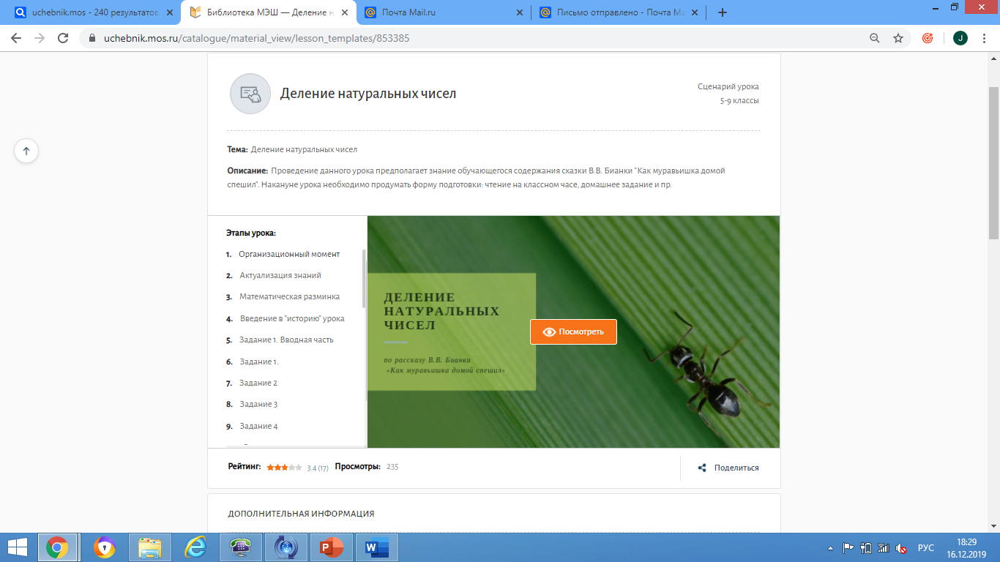 uchebnik.mos - 240 результатов
Библиотека МЭШ — Деление н
Почта Mail.ru
Письмо отправлено - Почта Ma
uchebnik.mos.ru/catalogue/material_view/lesson_templates/853385
J
Деление натуральных чисел
Сценарий урока
5-9 классы
Тема: Деление натуральных чисел
Описание: Проведение данного урока предполагает знание обучающегося содержания сказки В.В. Бианки "Как муравьишка домой
спешил". Накануне урока необходимо продумать форму подготовки: чтение на классном часе, домашнее задание и пр.
Этапы урока:
1. Организационный момент
2. Актуализация знаний
3. Математическая разминка
4. Введение в "историю" урока
5. Задание 1. Вводная часть
6. Задание 1.
7. Задание 2
8. Задание 3
9. Задание 4
ДЕЛЕНИЕ
НАТУРАЛЬНЫХ
ЧИСЕЛ
по рассказу В.В. Бианки
«Как муравьишка домой спешил»
Посмотреть
Рейтинг: 3.4 (17) Просмотры: 235
Поделиться
ДОПОЛНИТЕЛЬНАЯ ИНФОРМАЦИЯ
РУС
18:29
16.12.2019